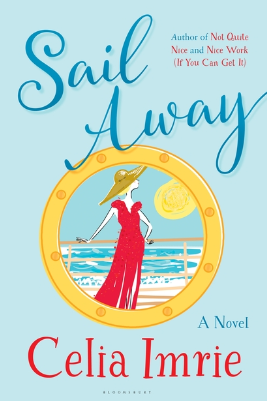 Sail
Away
Author of Not Quite
Nice and Nice Work
(If You Can Get It)
A Novel
Celia Imrie
BLOOMSBURY